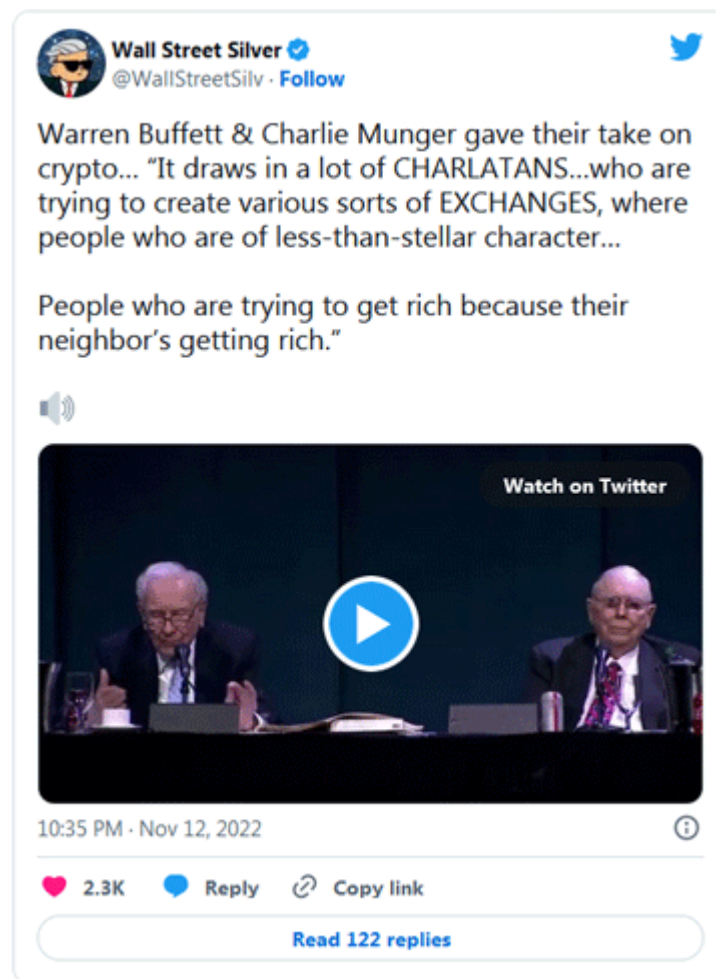 Wall Street Silver
@WallStreetSilv · Follow
Warren Buffett & Charlie Munger gave their take on
crypto... “It draws in a lot of CHARLATANS...who are
trying to create various sorts of EXCHANGES, where
people who are of less-than-stellar character...
People who are trying to get rich because their
neighbor’s getting rich.”
Watch on Twitter
10:35 PM · Nov 12, 2022
2.3K Reply Copy link
Read 122 replies